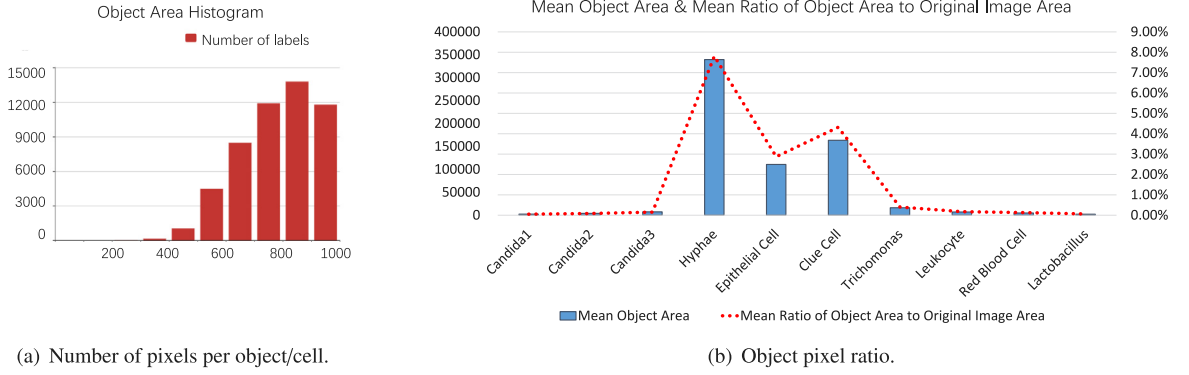 Object Area Histogram
Number of labels
15000
12000
9000
6000
3000
0
200 400 600 800 1000
(a) Number of pixels per object/cell.
Mean Object Area & Mean Ratio of Object Area to Original Image Area
400000 9.00%
350000 8.00%
300000 7.00%
250000 6.00%
200000 5.00%
150000 4.00%
100000 3.00%
50000 2.00%
0 1.00%
0.00%
Candida1
Candida2
Candida3
Hyphae
Epithelial Cell
Clue Cell
Trichomonas
Leukocyte
Red Blood Cell
Lactobacillus
Mean Object Area
Mean Ratio of Object Area to Original Image Area
(b) Object pixel ratio.